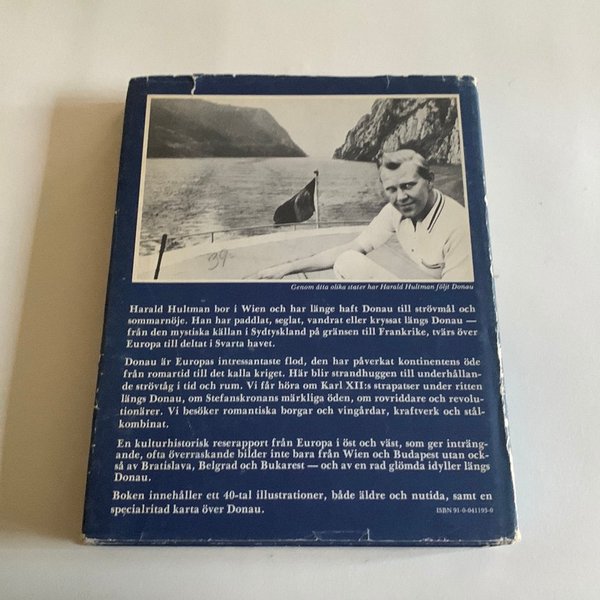 39-
Genom åtta olika stater har Harald Hultman följt Donau
Harald Hultman bor i Wien och har länge haft Donau till strövmål och
sommarnöje. Han har paddlat, seglat, vandrat eller kryssat längs Donau —
från den mystiska källan i Sydtyskland på gränsen till Frankrike, tvärs över
Europa till deltat i Svarta havet.
Donau är Europas intressantaste flod, den har påverkat kontinentens öde
från romartid till det kalla kriget. Här blir strandhuggen till underhållan-
de strövtåg i tid och rum. Vi får höra om Karl XII:s strapatser under ritten
längs Donau, om Stefanskronans märkliga öden, om rovriddare och revolu-
tionärer. Vi besöker romantiska borgar och vingårdar, kraftverk och stål-
kombinat.
En kulturhistorisk reserapport från Europa i öst och väst, som ger inträng-
ande, ofta överraskande bilder inte bara från Wien och Budapest utan ock-
så av Bratislava, Belgrad och Bukarest — och av en rad glömda idyller längs
Donau.
Boken innehåller ett 40-tal illustrationer, både äldre och nutida, samt en
specialritad karta över Donau.
ISBN 91-0-041195-0